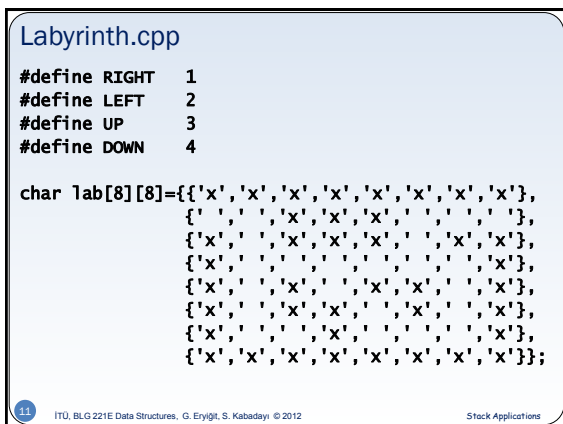 Labyrinth.cpp
#define RIGHT 1
#define LEFT 2
#define UP 3
#define DOWN 4
char lab[8][8]={{'x','x','x','x','x','x','x','x'},
{' ',' ','x','x','x',' ',' ',' '},
{'x',' ','x','x','x',' ','x','x'},
{'x',' ',' ',' ',' ',' ',' ','x'},
{'x',' ','x',' ','x','x',' ','x'},
{'x',' ','x','x',' ','x',' ','x'},
{'x',' ',' ','x',' ',' ',' ','x'},
{'x','x','x','x','x','x','x','x'}};
11 İTÜ, BLG 221E Data Structures, G. Eryiğit, S. Kabadayı © 2012 Stack Applications